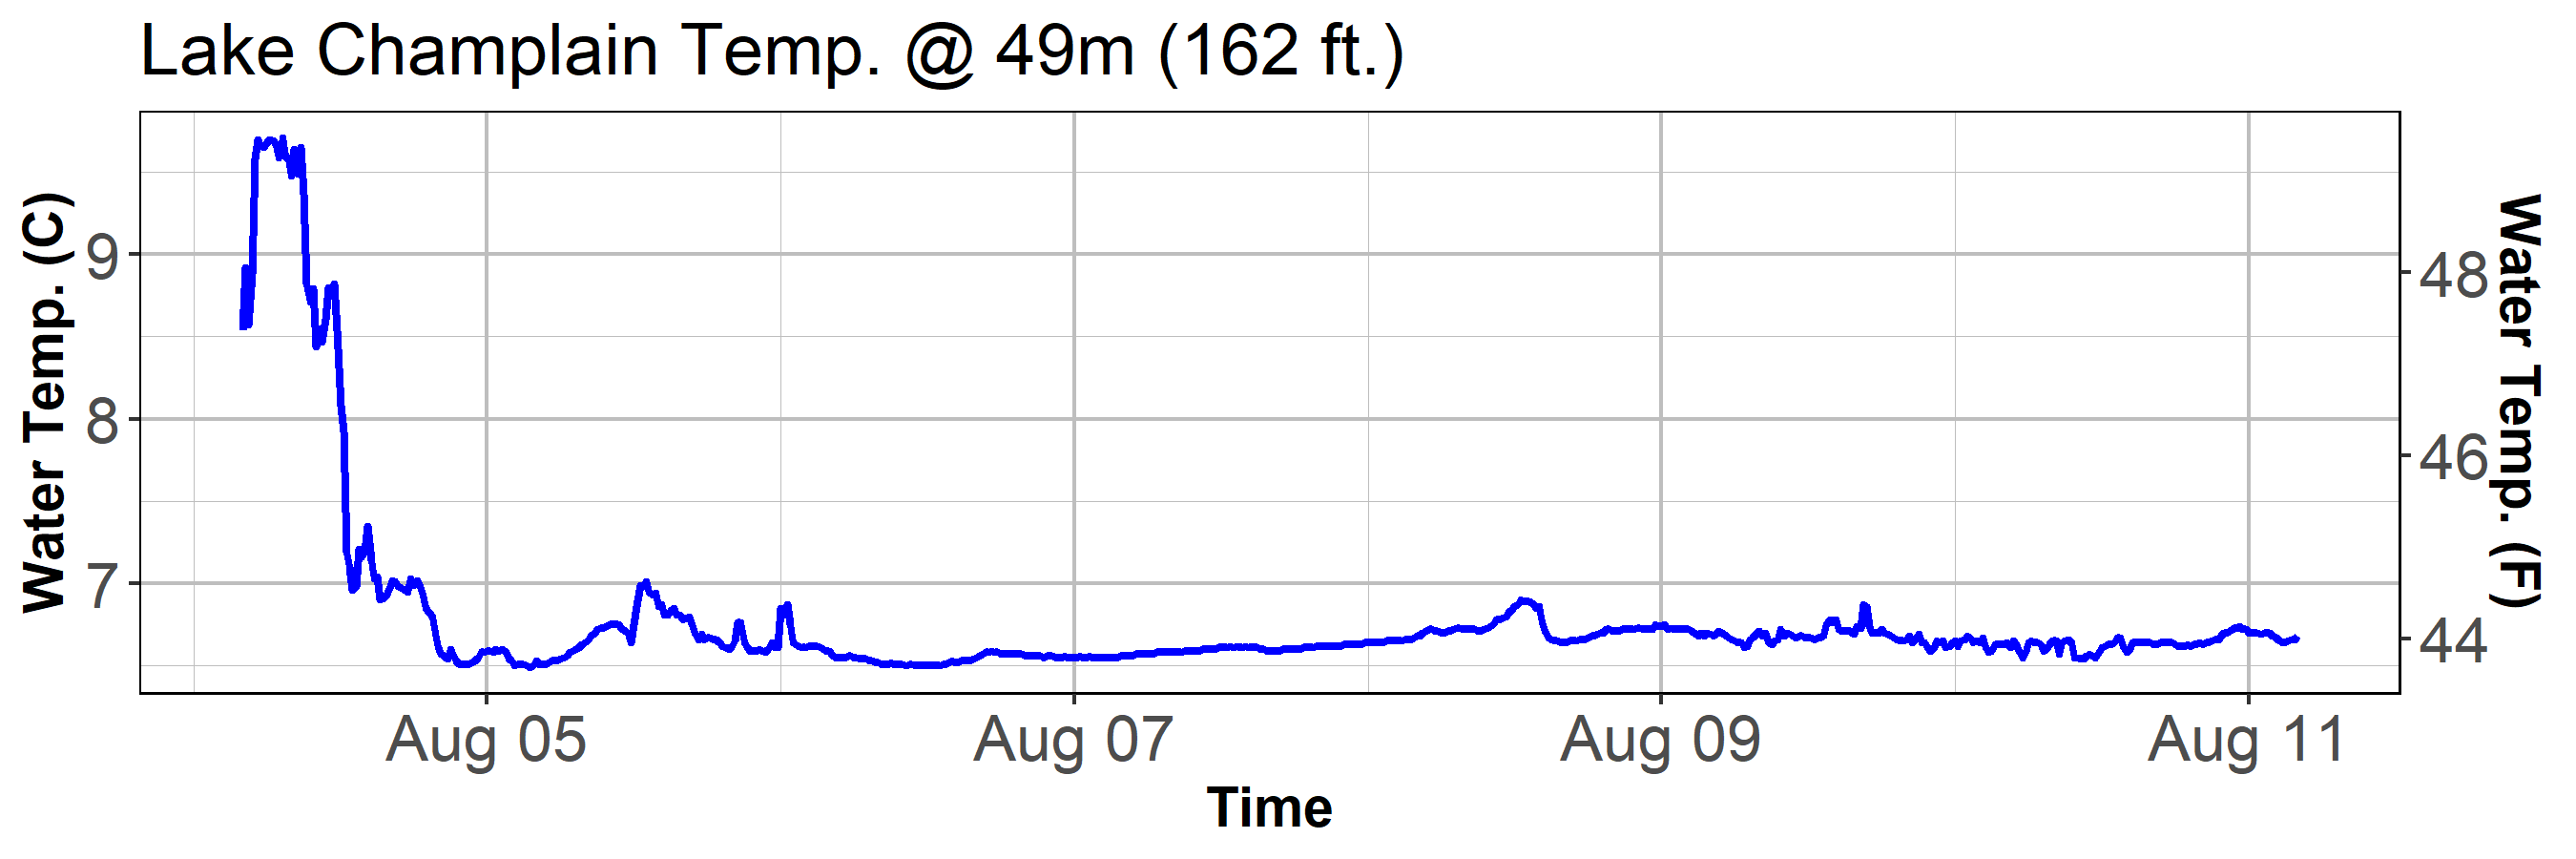 Lake Champlain Temp. @ 49m (162 ft.)
Water Temp. (C)
9
8
7
48
46
44
Water Temp. (F)
Aug 05 Aug 07 Aug 09 Aug 11
Time